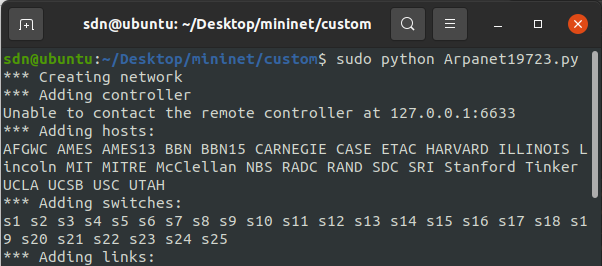 sdn@ubuntu: ~/Desktop/mininet/custom
sdn@ubuntu:~/Desktop/mininet/custom$ sudo python Arpanet19723.py
*** Creating network
*** Adding controller
Unable to contact the remote controller at 127.0.0.1:6633
*** Adding hosts:
AFGWC AMES AMES13 BBN BBN15 CARNEGIE CASE ETAC HARVARD ILLINOIS L
incoln MIT MITRE McClellan NBS RADC RAND SDC SRI Stanford Tinker
UCLA UCSB USC UTAH
*** Adding switches:
s1 s2 s3 s4 s5 s6 s7 s8 s9 s10 s11 s12 s13 s14 s15 s16 s17 s18 s1
9 s20 s21 s22 s23 s24 s25
*** Adding links: